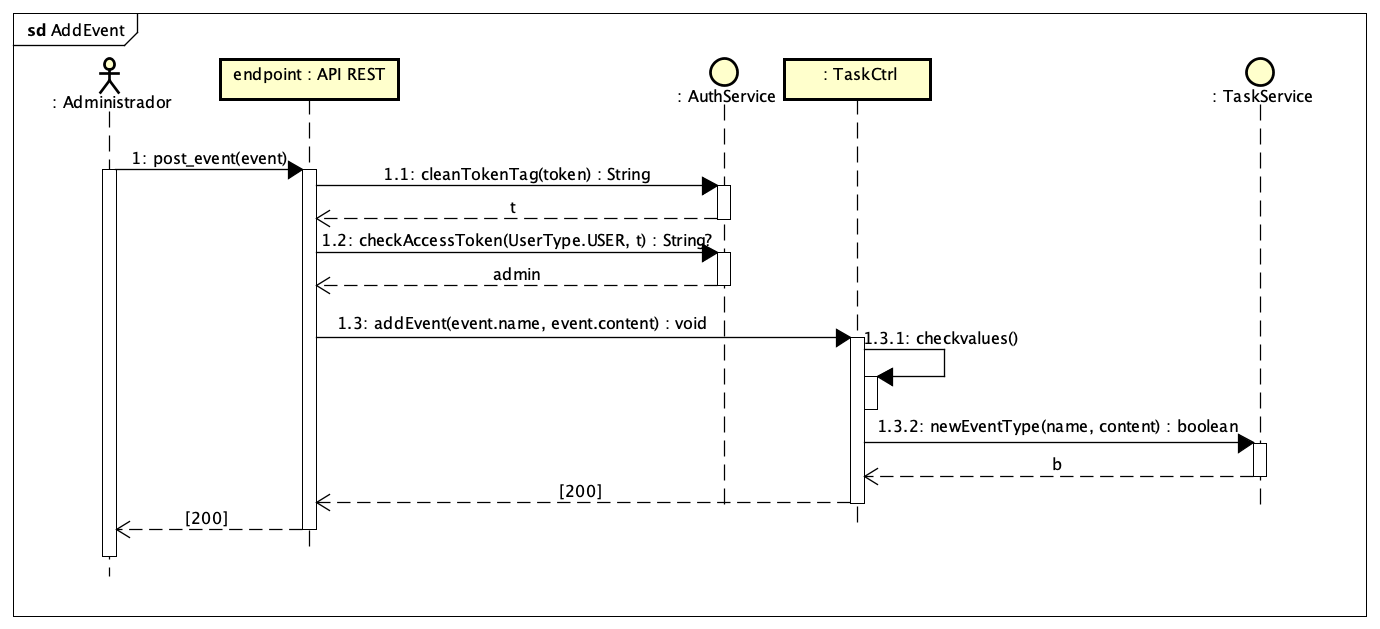 sd AddEvent
: Administrador
endpoint : API REST
: AuthService
: TaskCtrl
: TaskService
1: post_event(event)
1.1: cleanTokenTag(token) : String
t
1.2: checkAccessToken(UserType.USER, t) : String?
admin
1.3: addEvent(event.name, event.content) : void
1.3.1: checkvalues()
1.3.2: newEventType(name, content) : boolean
b
[200]
[200]